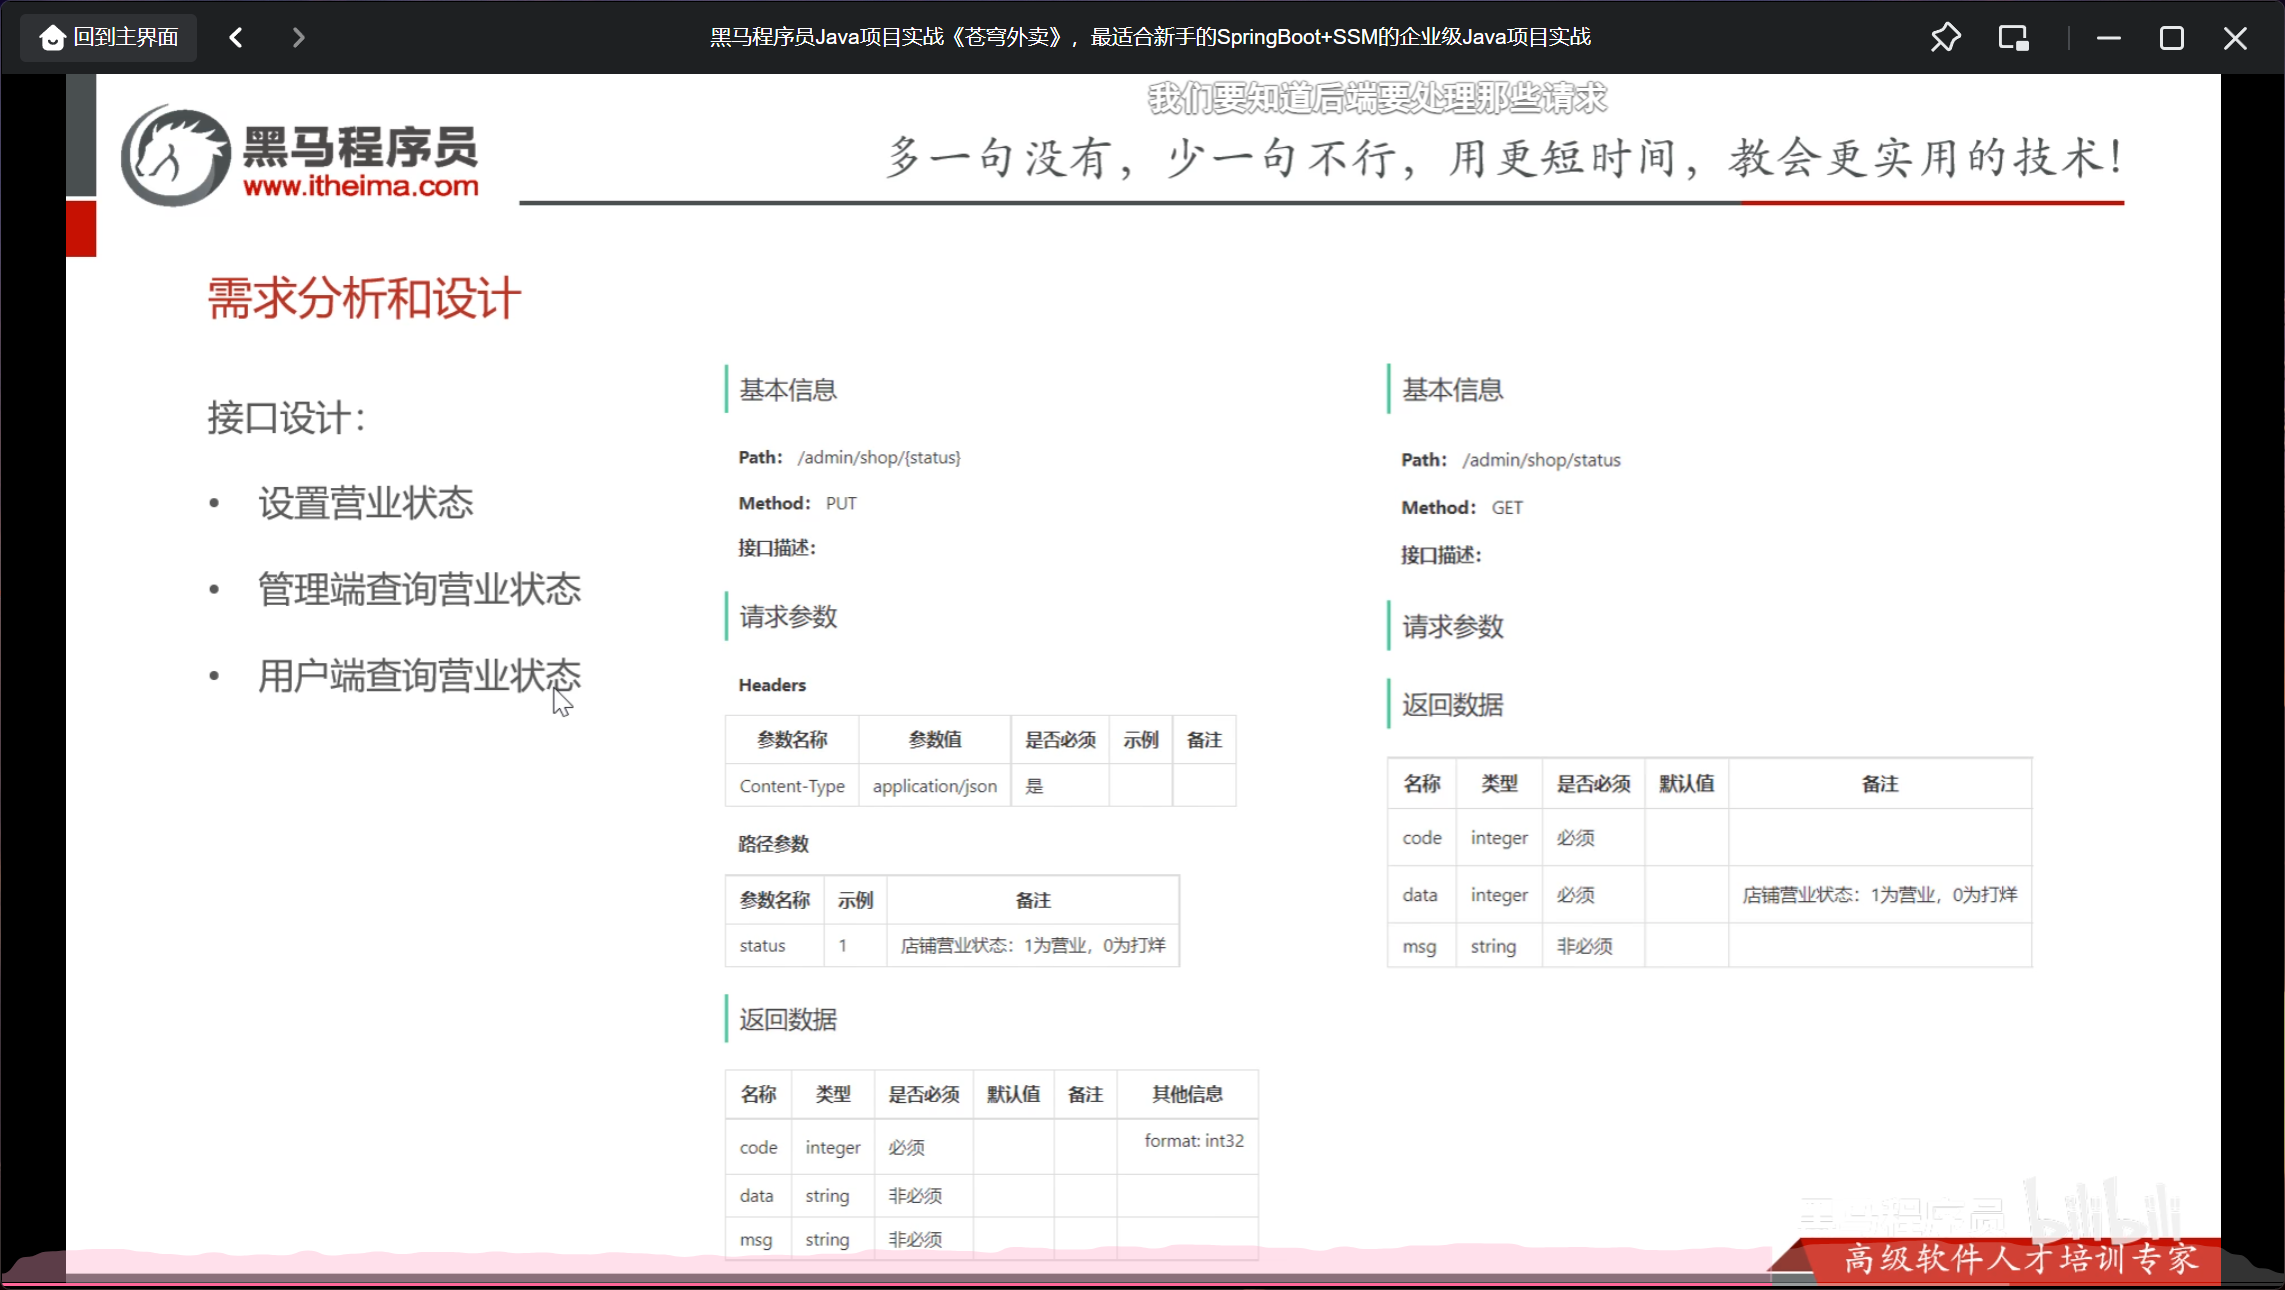 回到主界面
黑马程序员Java项目实战《苍穹外卖》，最适合新手的SpringBoot+SSM的企业级Java项目实战
我们要知道后端要处理那些请求
黑马程序员
www.itheima.com
多一句没有，少一句不行，用更短时间，教会更实用的技术！
需求分析和设计
接口设计：
• 设置营业状态
• 管理端查询营业状态
• 用户端查询营业状态
基本信息
Path： /admin/shop/{status}
Method： PUT
接口描述：
请求参数
Headers
参数名称 参数值 是否必须 示例 备注
Content-Type application/json 是
路径参数
参数名称 示例 备注
status 1 店铺营业状态：1为营业，0为打烊
返回数据
名称 类型 是否必须 默认值 备注 其他信息
code integer 必须 format: int32
data string 非必须
msg string 非必须
基本信息
Path： /admin/shop/status
Method： GET
接口描述：
请求参数
返回数据
名称 类型 是否必须 默认值 备注
code integer 必须
data integer 必须 店铺营业状态：1为营业，0为打烊
msg string 非必须
黑马程序员 bilibili
高级软件人才培训专家